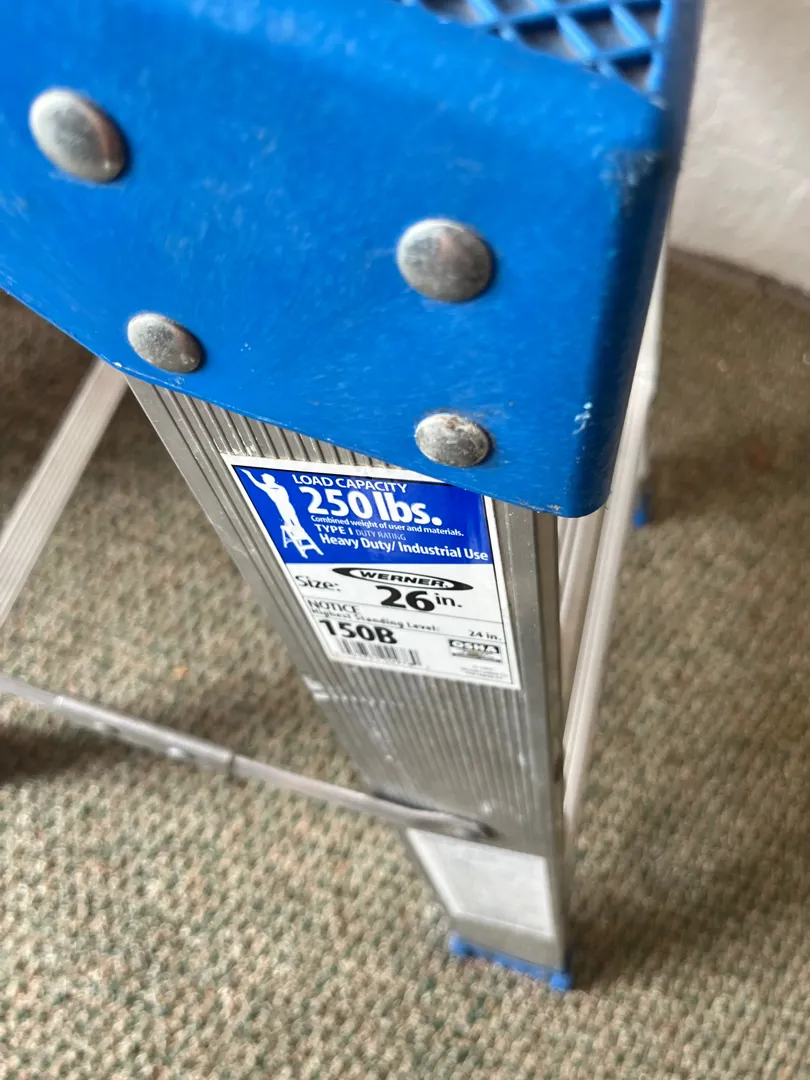 LOAD CAPACITY
250 lbs.
Combined weight of user and materials.
TYPE I DUTY RATING
Heavy Duty/ Industrial Use
WERNER
Size: 26 in.
NOTICE
Highest Standing Level: 24 in.
150B
OSHA